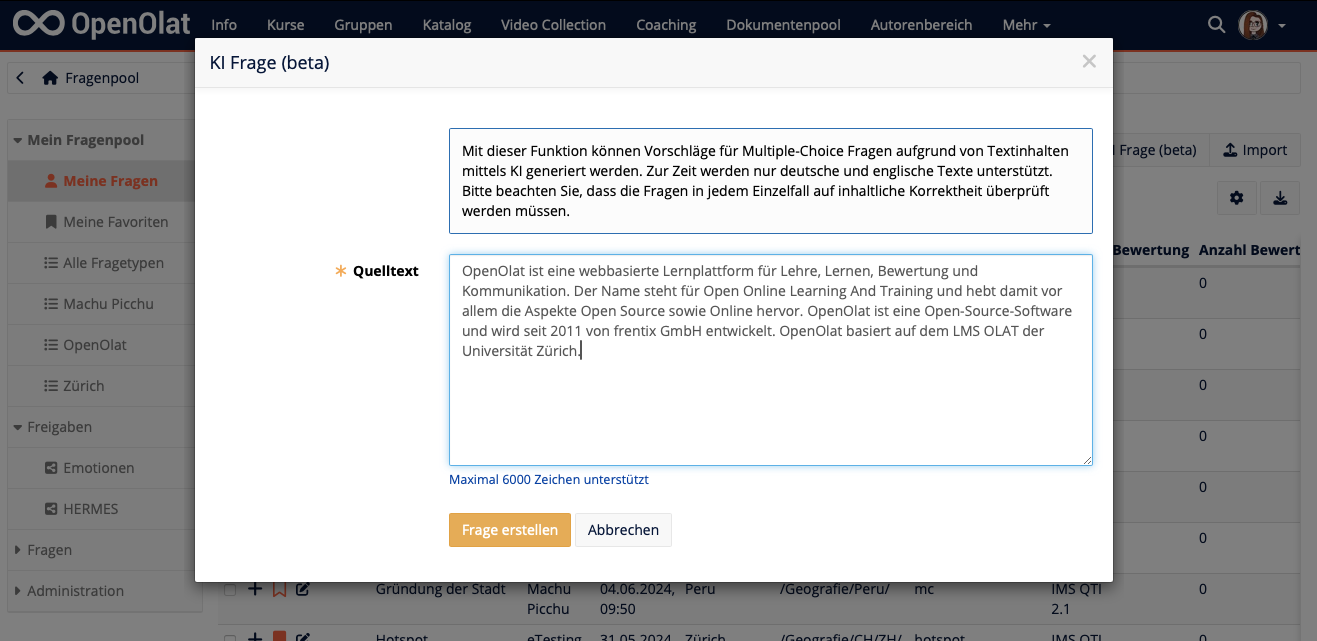 OpenOlat Info Kurse Gruppen Katalog Video Collection Coaching Dokumentenpool Autorenbereich Mehr
KI Frage (beta)
Fragenpool
Mein Fragenpool
Meine Fragen
Meine Favoriten
Alle Fragetypen
Machu Picchu
OpenOlat
Zürich
Freigaben
Emotionen
HERMES
Fragen
Administration
Mit dieser Funktion können Vorschläge für Multiple-Choice Fragen aufgrund von Textinhalten
mittels KI generiert werden. Zur Zeit werden nur deutsche und englische Texte unterstützt.
Bitte beachten Sie, dass die Fragen in jedem Einzelfall auf inhaltliche Korrektheit überprüft
werden müssen.
Quelltext
OpenOlat ist eine webbasierte Lernplattform für Lehre, Lernen, Bewertung und
Kommunikation. Der Name steht für Open Online Learning And Training und hebt damit vor
allem die Aspekte Open Source sowie Online hervor. OpenOlat ist eine Open-Source-Software
und wird seit 2011 von frentix GmbH entwickelt. OpenOlat basiert auf dem LMS OLAT der
Universität Zürich.
Maximal 6000 Zeichen unterstützt
Frage erstellen Abbrechen
Frage (beta) Import
Bewertung Anzahl Bewert
0
0
0
0
0
0
Gründung der Stadt Machu 04.06.2024, Peru /Geografie/Peru/ mc IMS QTI 0
Picchu 09:50 2.1
Hotspot eTesting 31.05.2024 Zürich /Geografie/CH/ZH/ hotspot IMS QTI 0